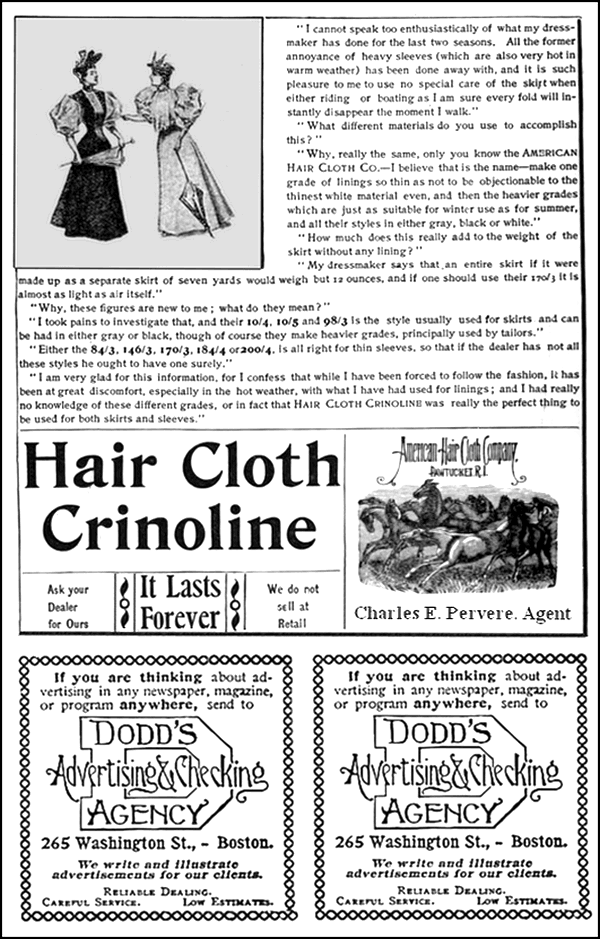 "I cannot speak too enthusiastically of what my dress-
maker has done for the last two seasons. All the former
annoyance of heavy sleeves (which are also very hot in
warm weather) has been done away with, and it is such
pleasure to me to use no special care of the skirt when
either riding or boating as I am sure every fold will in-
stantly disappear the moment I walk."
"What different materials do you use to accomplish
this?"
"Why, really the same, only you know the AMERICAN
HAIR CLOTH CO.—I believe that is the name—make one
grade of linings so thin as not to be objectionable to the
thinest white material even, and then the heavier grades
which are just as suitable for winter use as for summer,
and all their styles in either gray, black or white."
"How much does this really add to the weight of the
skirt without any lining?"
"My dressmaker says that an entire skirt if it were
made up as a separate skirt of seven yards would weigh but 12 ounces, and if one should use their 170/3 it is
almost as light as air itself."
"Why, these figures are new to me; what do they mean?"
"I took pains to investigate that, and their 10/4, 10/5 and 98/3 is the style usually used for skirts and can
be had in either gray or black, though of course they make heavier grades, principally used by tailors."
"Either the 84/3, 146/3, 170/3, 184/4 or 200/4, is all right for thin sleeves, so that if the dealer has not all
these styles he ought to have one surely."
"I am very glad for this information, for I confess that while I have been forced to follow the fashion, it has
been at great discomfort, especially in the hot weather, with what I have had used for linings; and I had really
no knowledge of these different grades, or in fact that HAIR CLOTH CRINOLINE was really the perfect thing to
be used for both skirts and sleeves."
Hair Cloth
Crinoline
Ask your
Dealer
for Ours
It Lasts
Forever
We do not
sell at
Retail
American Hair Cloth Company,
PAWTUCKET R.I.
Charles E. Pervere. Agent
If you are thinking about ad-
vertising in any newspaper, magazine,
or program anywhere, send to
DODD'S
Advertising & Checking
AGENCY
265 Washington St., - Boston.
We write and illustrate
advertisements for our clients.
RELIABLE DEALING.
CAREFUL SERVICE. LOW ESTIMATES.
If you are thinking about ad-
vertising in any newspaper, magazine,
or program anywhere, send to
DODD'S
Advertising & Checking
AGENCY
265 Washington St., - Boston.
We write and illustrate
advertisements for our clients.
RELIABLE DEALING.
CAREFUL SERVICE. LOW ESTIMATES.